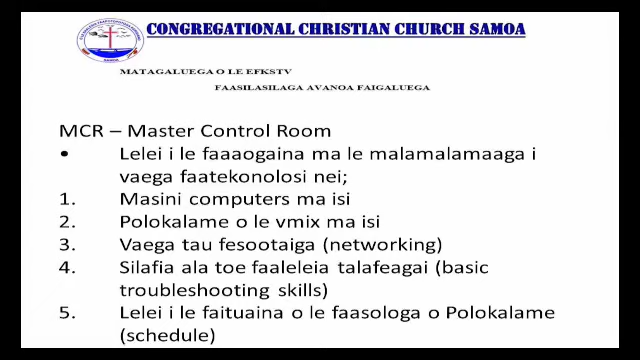 CONGREGATIONAL CHRISTIAN CHURCH SAMOA
MATAGALUEGA O LE EFKSTV
FAASILASILAGA AVANOA FAIGALUEGA
MCR – Master Control Room
• Lelei i le faaaogaina ma le malamalamaaga i
vaega faatekonolosi nei;
1. Masini computers ma isi
2. Polokalame o le vmix ma isi
3. Vaega tau fesootaiga (networking)
4. Silafia ala toe faaleleia talafeagai (basic
troubleshooting skills)
5. Lelei i le faituaina o le faasologa o Polokalame
(schedule)